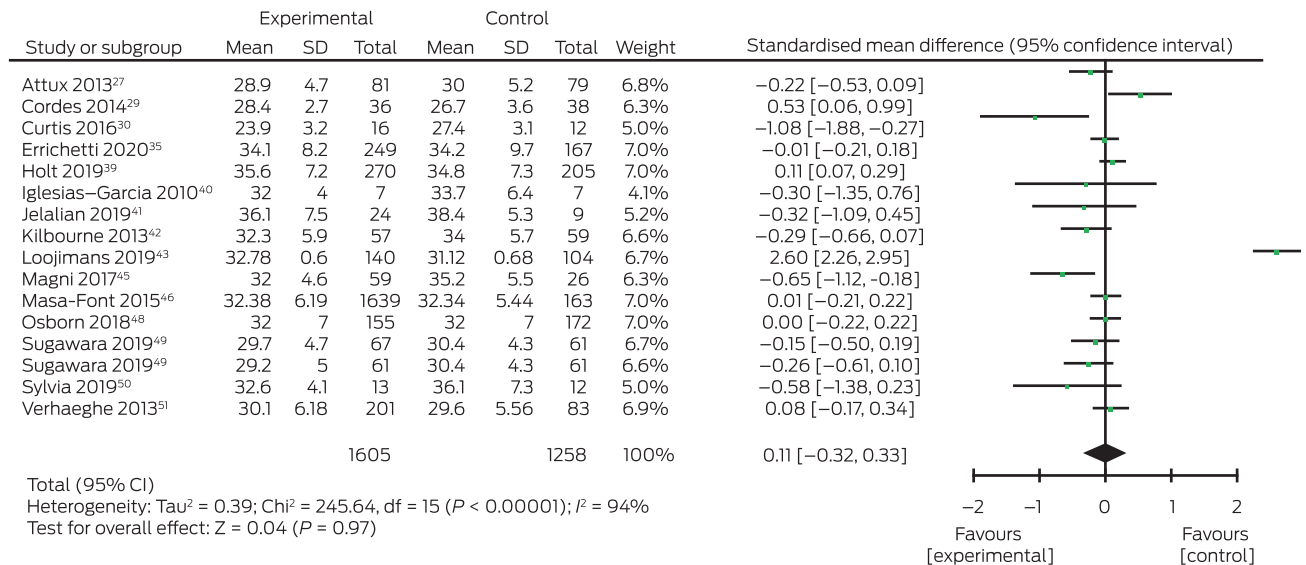 Experimental Control
Study or subgroup Mean SD Total Mean SD Total Weight Standardised mean difference (95% confidence interval)
Attux 2013²⁷ 28.9 4.7 81 30 5.2 79 6.8% −0.22 [−0.53, 0.09]
Cordes 2014²⁹ 28.4 2.7 36 26.7 3.6 38 6.3% 0.53 [0.06, 0.99]
Curtis 2016³⁰ 23.9 3.2 16 27.4 3.1 12 5.0% −1.08 [−1.88, −0.27]
Errichetti 2020³⁵ 34.1 8.2 249 34.2 9.7 167 7.0% −0.01 [−0.21, 0.18]
Holt 2019³⁹ 35.6 7.2 270 34.8 7.3 205 7.0% 0.11 [0.07, 0.29]
Iglesias–Garcia 2010⁴⁰ 32 4 7 33.7 6.4 7 4.1% −0.30 [−1.35, 0.76]
Jelalian 2019⁴¹ 36.1 7.5 24 38.4 5.3 9 5.2% −0.32 [−1.09, 0.45]
Kilbourne 2013⁴² 32.3 5.9 57 34 5.7 59 6.6% −0.29 [−0.66, 0.07]
Loojimans 2019⁴³ 32.78 0.6 140 31.12 0.68 104 6.7% 2.60 [2.26, 2.95]
Magni 2017⁴⁵ 32 4.6 59 35.2 5.5 26 6.3% −0.65 [−1.12, -0.18]
Masa-Font 2015⁴⁶ 32.38 6.19 1639 32.34 5.44 163 7.0% 0.01 [−0.21, 0.22]
Osborn 2018⁴⁸ 32 7 155 32 7 172 7.0% 0.00 [−0.22, 0.22]
Sugawara 2019⁴⁹ 29.7 4.7 67 30.4 4.3 61 6.7% −0.15 [−0.50, 0.19]
Sugawara 2019⁴⁹ 29.2 5 61 30.4 4.3 61 6.6% −0.26 [−0.61, 0.10]
Sylvia 2019⁵⁰ 32.6 4.1 13 36.1 7.3 12 5.0% −0.58 [−1.38, 0.23]
Verhaeghe 2013⁵¹ 30.1 6.18 201 29.6 5.56 83 6.9% 0.08 [−0.17, 0.34]
1605 1258 100% 0.11 [−0.32, 0.33]
Total (95% CI)
Heterogeneity: Tau² = 0.39; Chi² = 245.64, df = 15 (P < 0.00001); I² = 94%
Test for overall effect: Z = 0.04 (P = 0.97)
−2 −1 0 1 2
Favours Favours
[experimental] [control]